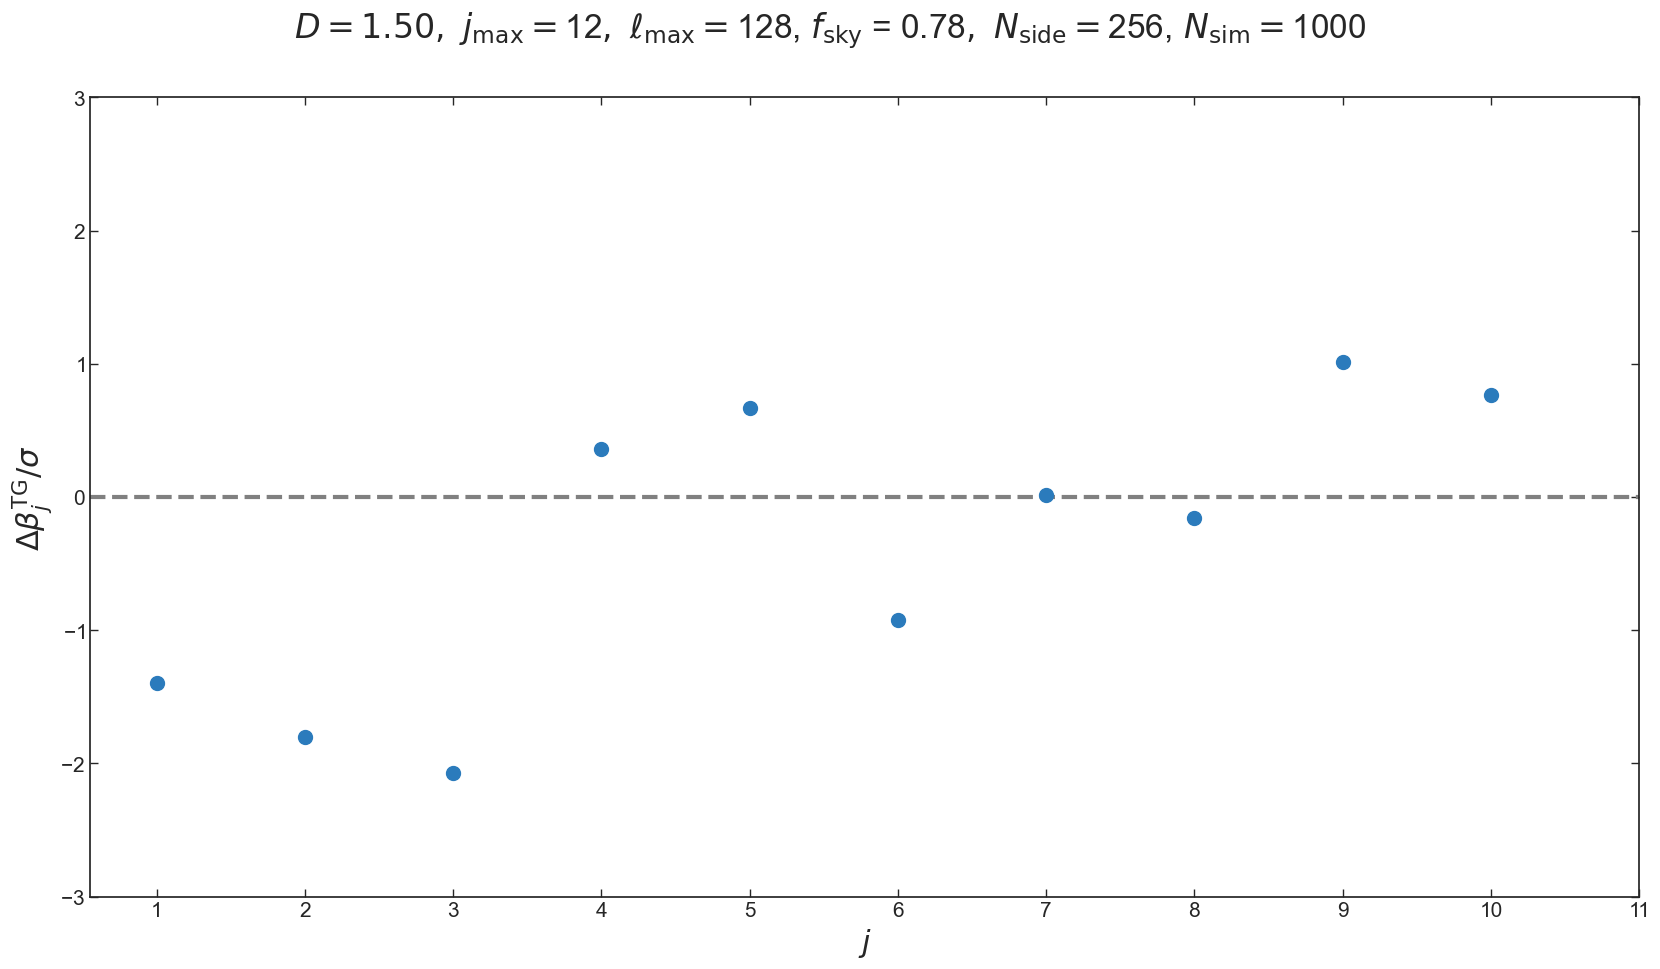 D = 1.50, j_max = 12, ℓ_max = 128, f_sky = 0.78, N_side = 256, N_sim = 1000
3
2
1
0
−1
−2
−3
Δβ_j^TG/σ
1 2 3 4 5 6 7 8 9 10 11
j